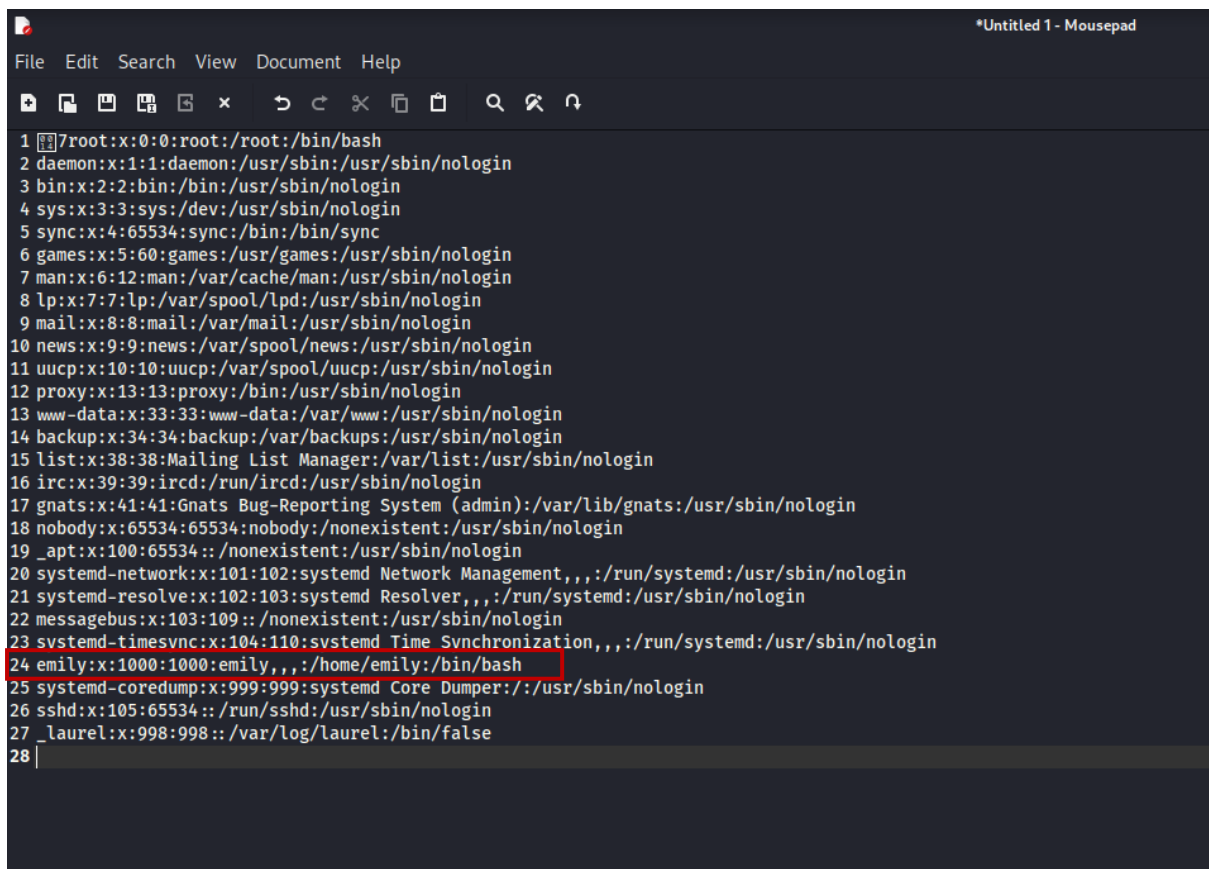 *Untitled 1 - Mousepad
File Edit Search View Document Help
1 7root:x:0:0:root:/root:/bin/bash
2 daemon:x:1:1:daemon:/usr/sbin:/usr/sbin/nologin
3 bin:x:2:2:bin:/bin:/usr/sbin/nologin
4 sys:x:3:3:sys:/dev:/usr/sbin/nologin
5 sync:x:4:65534:sync:/bin:/bin/sync
6 games:x:5:60:games:/usr/games:/usr/sbin/nologin
7 man:x:6:12:man:/var/cache/man:/usr/sbin/nologin
8 lp:x:7:7:lp:/var/spool/lpd:/usr/sbin/nologin
9 mail:x:8:8:mail:/var/mail:/usr/sbin/nologin
10 news:x:9:9:news:/var/spool/news:/usr/sbin/nologin
11 uucp:x:10:10:uucp:/var/spool/uucp:/usr/sbin/nologin
12 proxy:x:13:13:proxy:/bin:/usr/sbin/nologin
13 www-data:x:33:33:www-data:/var/www:/usr/sbin/nologin
14 backup:x:34:34:backup:/var/backups:/usr/sbin/nologin
15 list:x:38:38:Mailing List Manager:/var/list:/usr/sbin/nologin
16 irc:x:39:39:ircd:/run/ircd:/usr/sbin/nologin
17 gnats:x:41:41:Gnats Bug-Reporting System (admin):/var/lib/gnats:/usr/sbin/nologin
18 nobody:x:65534:65534:nobody:/nonexistent:/usr/sbin/nologin
19 _apt:x:100:65534::/nonexistent:/usr/sbin/nologin
20 systemd-network:x:101:102:systemd Network Management,,,:/run/systemd:/usr/sbin/nologin
21 systemd-resolve:x:102:103:systemd Resolver,,,:/run/systemd:/usr/sbin/nologin
22 messagebus:x:103:109::/nonexistent:/usr/sbin/nologin
23 systemd-timesync:x:104:110:systemd Time Synchronization,,,:/run/systemd:/usr/sbin/nologin
24 emily:x:1000:1000:emily,,,:/home/emily:/bin/bash
25 systemd-coredump:x:999:999:systemd Core Dumper:/:/usr/sbin/nologin
26 sshd:x:105:65534::/run/sshd:/usr/sbin/nologin
27 _laurel:x:998:998::/var/log/laurel:/bin/false
28